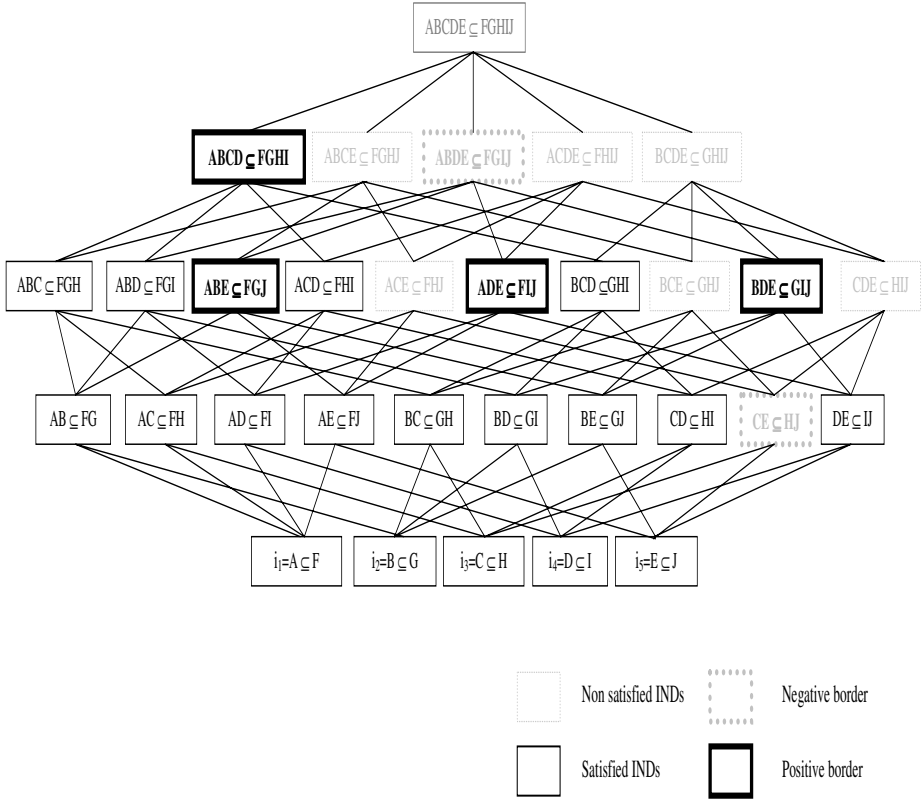 ABCDE ⊆ FGHIJ
ABCD ⊆ FGHI
ABCE ⊆ FGHJ
ABDE ⊆ FGIJ
ACDE ⊆ FHIJ
BCDE ⊆ GHIJ
ABC ⊆ FGH
ABD ⊆ FGI
ABE ⊆ FGJ
ACD ⊆ FHI
ACE ⊆ FHJ
ADE ⊆ FIJ
BCD ⊆ GHI
BCE ⊆ GHJ
BDE ⊆ GIJ
CDE ⊆ HIJ
AB ⊆ FG
AC ⊆ FH
AD ⊆ FI
AE ⊆ FJ
BC ⊆ GH
BD ⊆ GI
BE ⊆ GJ
CD ⊆ HI
CE ⊆ HJ
DE ⊆ IJ
i₁=A ⊆ F
i₂=B ⊆ G
i₃=C ⊆ H
i₄=D ⊆ I
i₅=E ⊆ J
Non satisfied INDs
Negative border
Satisfied INDs
Positive border